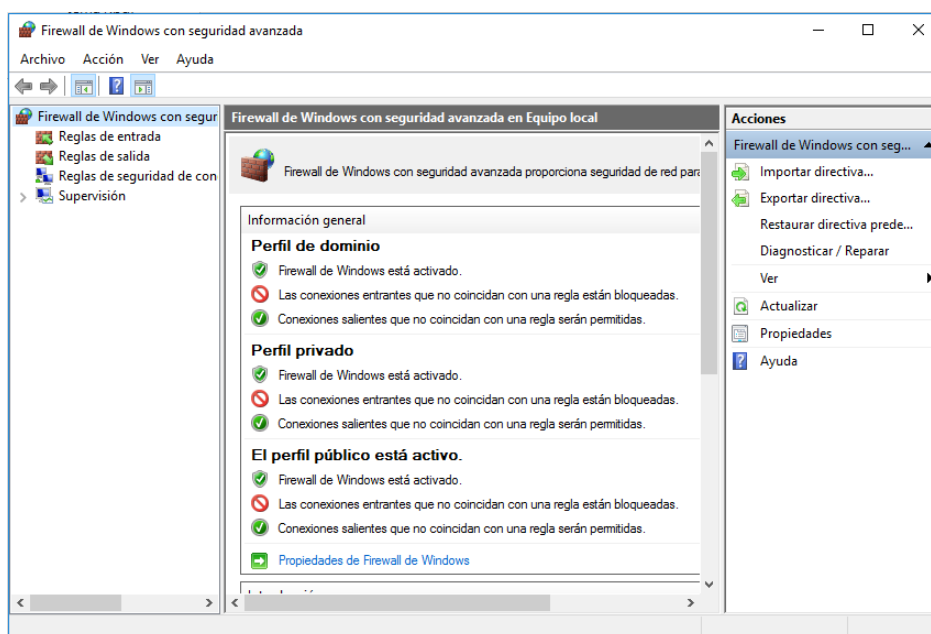 Firewall de Windows con seguridad avanzada
Archivo Acción Ver Ayuda
Firewall de Windows con segur
Reglas de entrada
Reglas de salida
Reglas de seguridad de con
Supervisión
Firewall de Windows con seguridad avanzada en Equipo local
Firewall de Windows con seguridad avanzada proporciona seguridad de red para
Información general
Perfil de dominio
Firewall de Windows está activado.
Las conexiones entrantes que no coincidan con una regla están bloqueadas.
Conexiones salientes que no coincidan con una regla serán permitidas.
Perfil privado
Firewall de Windows está activado.
Las conexiones entrantes que no coincidan con una regla están bloqueadas.
Conexiones salientes que no coincidan con una regla serán permitidas.
El perfil público está activo.
Firewall de Windows está activado.
Las conexiones entrantes que no coincidan con una regla están bloqueadas.
Conexiones salientes que no coincidan con una regla serán permitidas.
Propiedades de Firewall de Windows
Acciones
Firewall de Windows con seg...
Importar directiva...
Exportar directiva...
Restaurar directiva prede...
Diagnosticar / Reparar
Ver
Actualizar
Propiedades
Ayuda